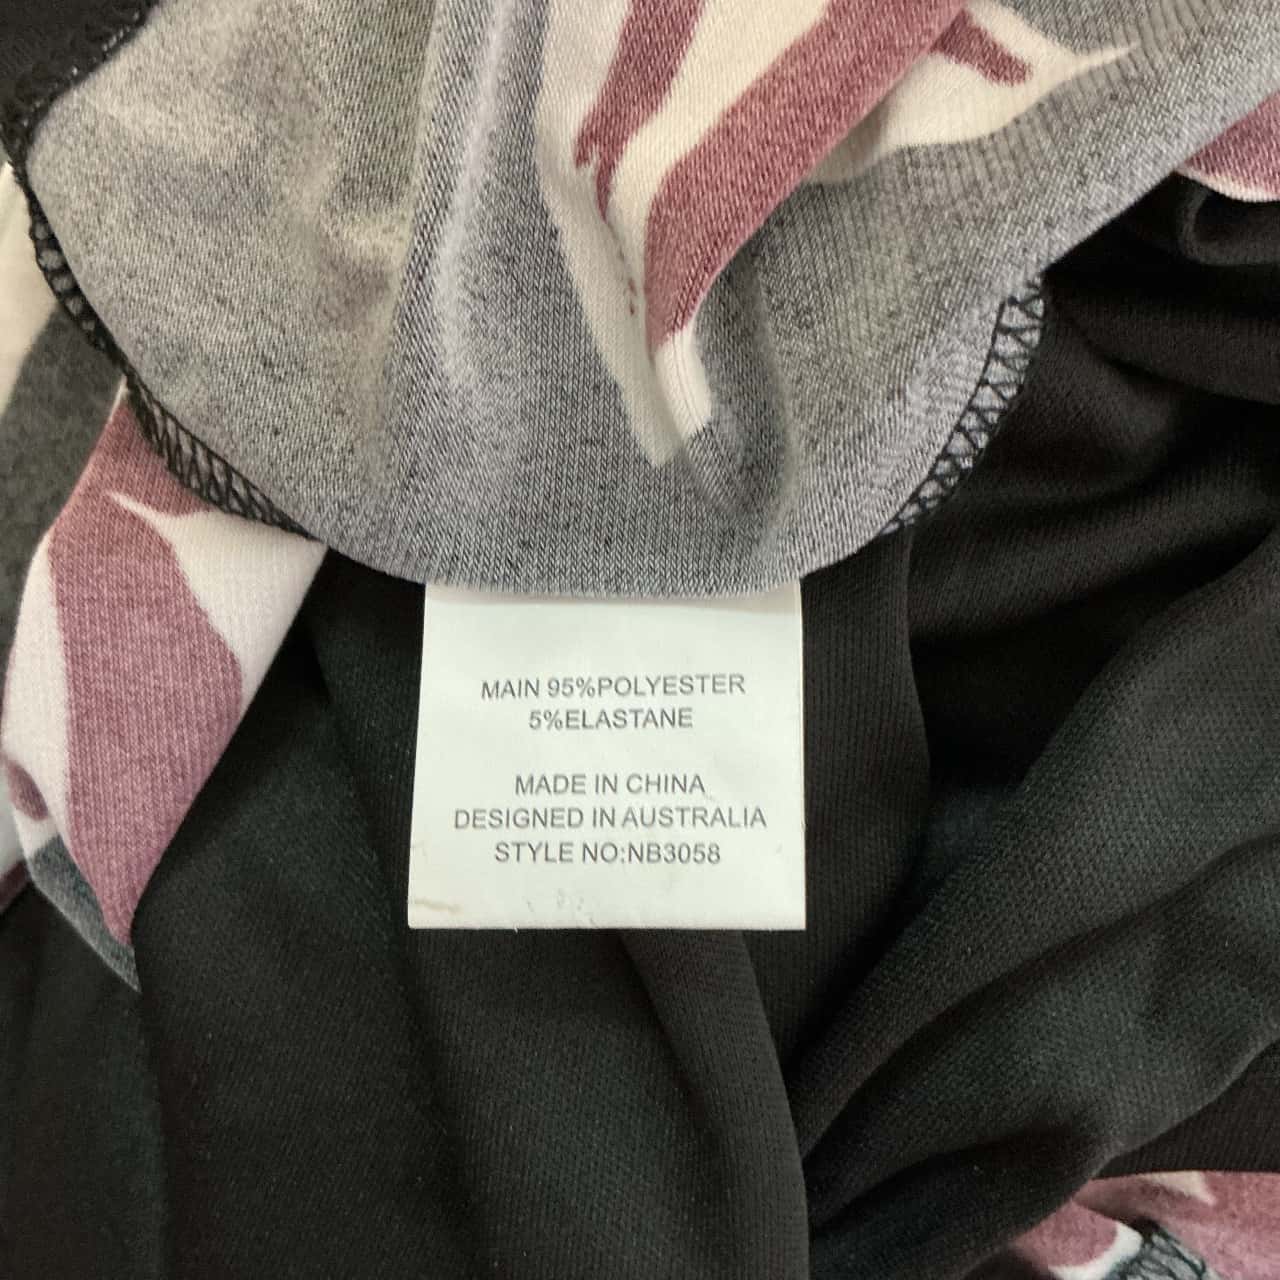 MAIN 95%POLYESTER
5%ELASTANE
MADE IN CHINA
DESIGNED IN AUSTRALIA
STYLE NO:NB3058